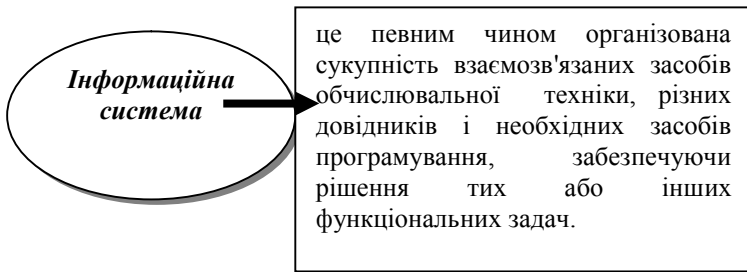 Інформаційна
система
це певним чином організована
сукупність взаємозв'язаних засобів
обчислювальної техніки, різних
довідників і необхідних засобів
програмування, забезпечуючи
рішення тих або інших
функціональних задач.